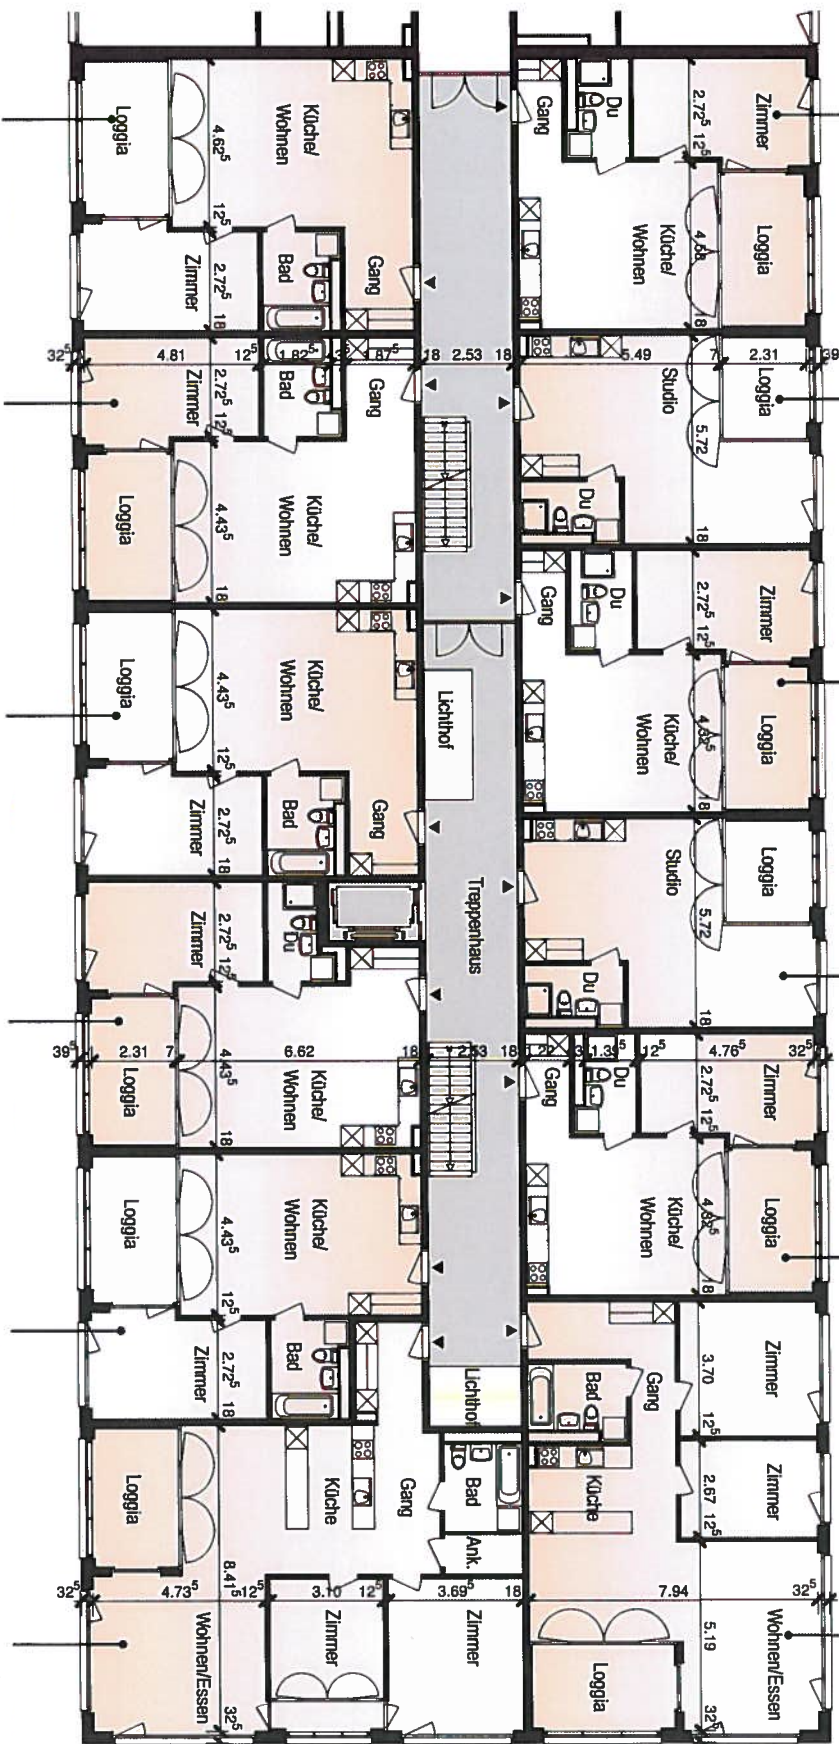 Loggia
4.62⁵
12⁵
Küche/
Wohnen
Zimmer
2.72⁵
18
Bad
Gang
Gang
Du
2.72⁵
12⁵
Zimmer
Küche/
Wohnen
4.58
18
Loggia
32⁵
4.81
12⁵
1.82⁵
1.87⁵
18
2.53
18
5.49
7
2.31
39
Zimmer
2.72⁵
12⁵
Bad
Gang
Loggia
4.43⁵
18
Küche/
Wohnen
Studio
Loggia
5.72
18
Du
Loggia
4.43⁵
12⁵
Küche/
Wohnen
Zimmer
2.72⁵
18
Bad
Gang
Lichthof
Gang
Du
2.72⁵
12⁵
Zimmer
Küche/
Wohnen
Loggia
Zimmer
2.72⁵
12⁵
Du
Treppenhaus
Studio
Loggia
5.72
18
Du
39⁵
1
2.31
7
6.62
18
2.53
18
1.39⁵
12⁵
4.76⁵
32⁵
Loggia
4.43⁵
18
Küche/
Wohnen
Gang
Du
2.72⁵
12⁵
Zimmer
Loggia
4.43⁵
12⁵
Küche/
Wohnen
Küche/
Wohnen
18
Loggia
Zimmer
2.72⁵
18
Bad
Lichthof
Bad
Gang
3.70
12⁵
Zimmer
Loggia
Küche
Gang
Bad
Ank.
Küche
2.67
12⁵
Zimmer
8.41⁵
32⁵
4.73⁵
12⁵
3.10
12⁵
3.69⁵
18
7.94
32⁵
Wohnen/Essen
32⁵
Zimmer
Zimmer
Loggia
5.19
32⁵
Wohnen/Essen